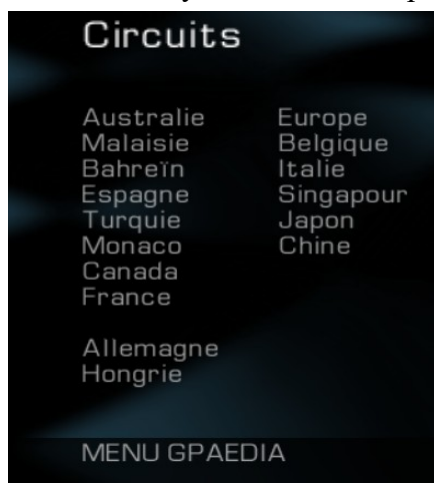 Circuits
Australie
Malaisie
Bahreïn
Espagne
Turquie
Monaco
Canada
France
Allemagne
Hongrie
Europe
Belgique
Italie
Singapour
Japon
Chine
MENU GPAEDIA